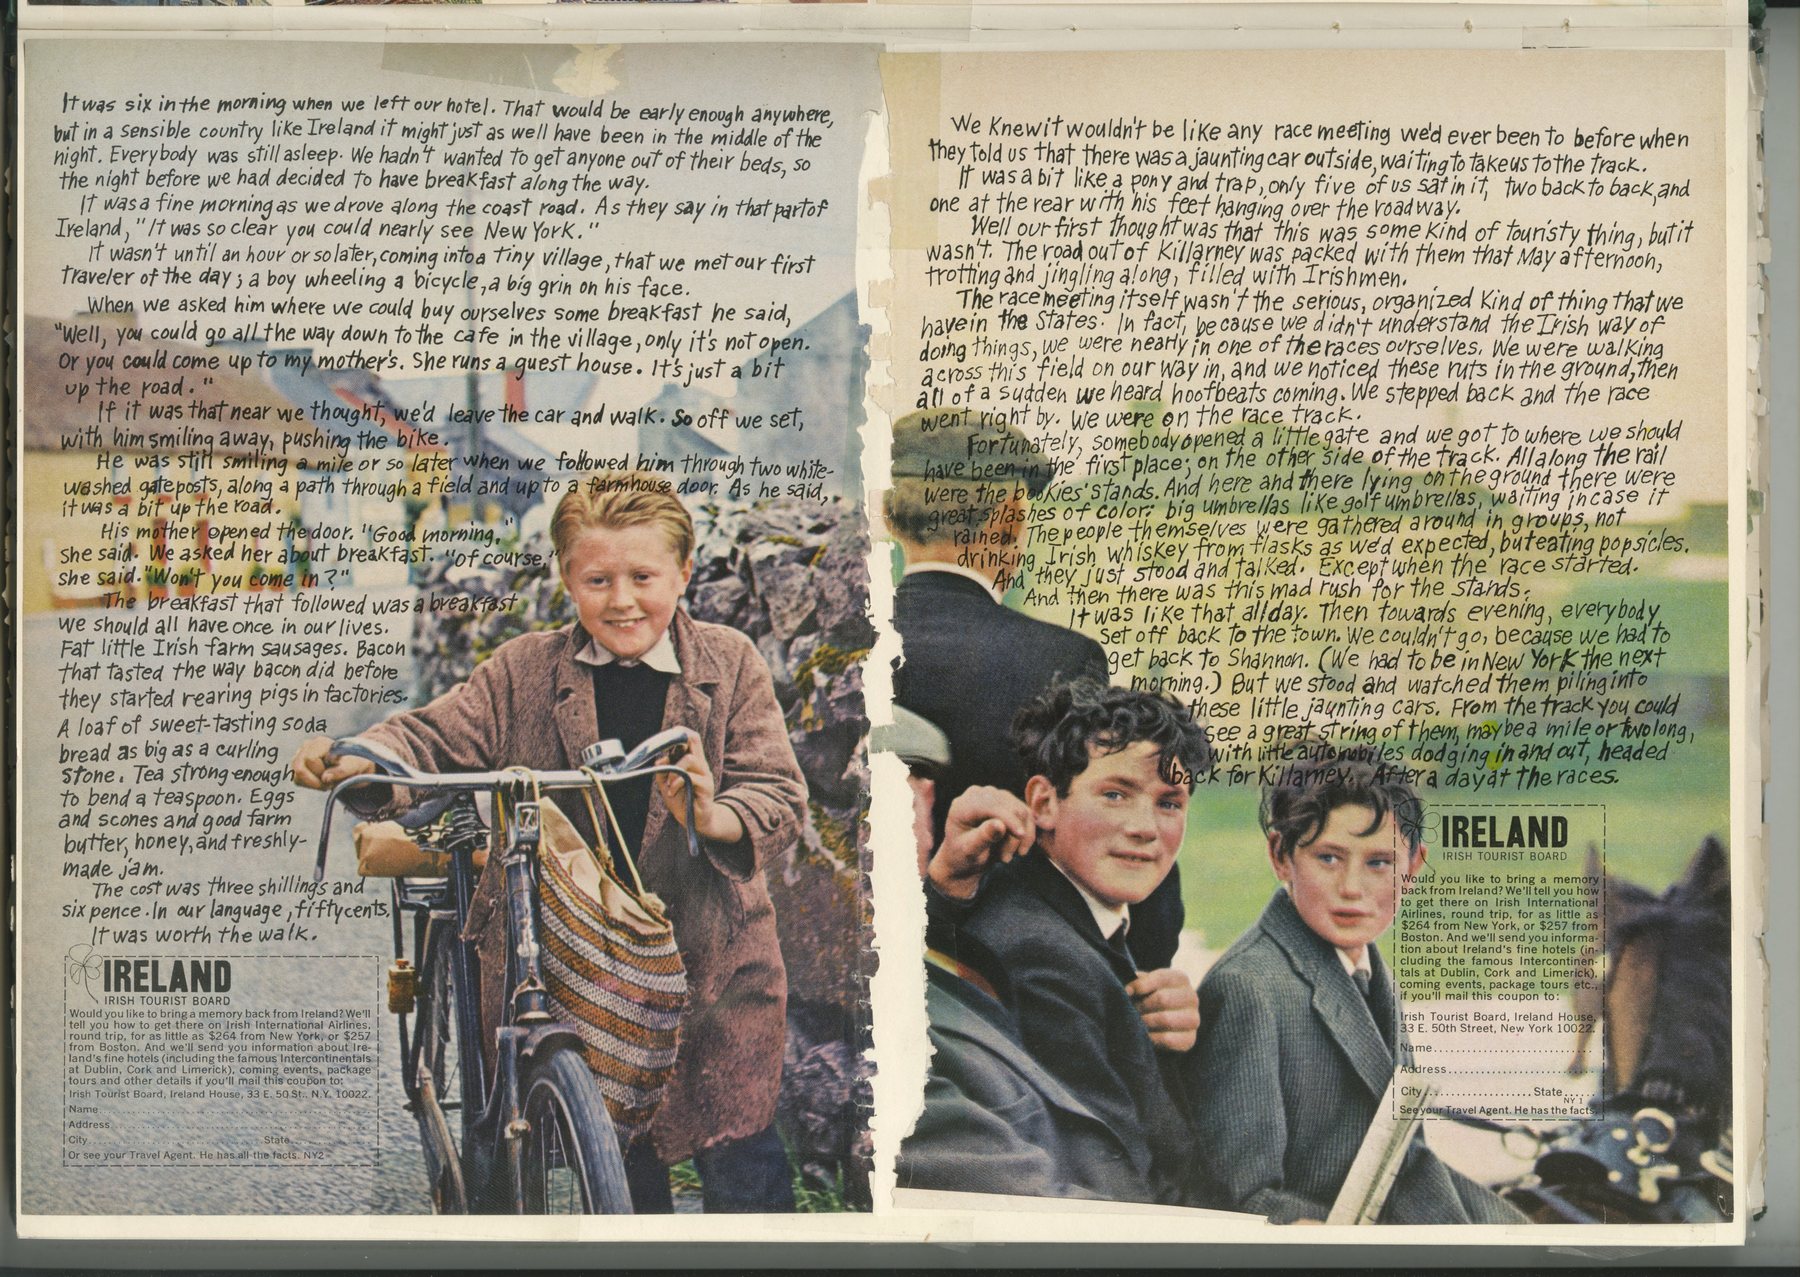 It was six in the morning when we left our hotel. That would be early enough anywhere,
but in a sensible country like Ireland it might just as well have been in the middle of the
night. Everybody was still asleep. We hadn't wanted to get anyone out of their beds, so
the night before we had decided to have breakfast along the way.
It was a fine morning as we drove along the coast road. As they say in that part of
Ireland, "It was so clear you could nearly see New York."
It wasn't until an hour or so later, coming into a tiny village, that we met our first
traveler of the day; a boy wheeling a bicycle, a big grin on his face.
When we asked him where we could buy ourselves some breakfast he said,
"Well, you could go all the way down to the cafe in the village, only it's not open.
Or you could come up to my mother's. She runs a guest house. It's just a bit
up the road."
If it was that near we thought, we'd leave the car and walk. So off we set,
with him smiling away, pushing the bike.
He was still smiling a mile or so later when we followed him through two white-
washed gateposts, along a path through a field and up to a farmhouse door. As he said,
it was a bit up the road.
His mother opened the door. "Good morning,"
she said. We asked her about breakfast. "of course,"
she said. "Won't you come in?"
The breakfast that followed was a breakfast
we should all have once in our lives.
Fat little Irish farm sausages. Bacon
that tasted the way bacon did before
they started rearing pigs in factories.
A loaf of sweet-tasting soda
bread as big as a curling
stone. Tea strong enough
to bend a teaspoon. Eggs
and scones and good farm
butter, honey, and freshly-
made jam.
The cost was three shillings and
six pence. In our language, fifty cents.
It was worth the walk.
IRELAND
IRISH TOURIST BOARD
Would you like to bring a memory back from Ireland? We'll
tell you how to get there on Irish International Airlines,
round trip, for as little as $264 from New York, or $257
from Boston. And we'll send you information about Ire-
land's fine hotels (including the famous Intercontinentals
at Dublin, Cork and Limerick), coming events, package
tours and other details if you'll mail this coupon to:
Irish Tourist Board, Ireland House, 33 E. 50 St., N.Y. 10022.
Name
Address
City State
Or see your Travel Agent. He has all the facts. NY2
We knew it wouldn't be like any race meeting we'd ever been to before when
they told us that there was a jaunting car outside, waiting to take us to the track.
It was a bit like a pony and trap, only five of us sat in it, two back to back, and
one at the rear with his feet hanging over the roadway.
Well our first thought was that this was some kind of touristy thing, but it
wasn't. The road out of Killarney was packed with them that May afternoon,
trotting and jingling along, filled with Irishmen.
The race meeting itself wasn't the serious, organized kind of thing that we
have in the States. In fact, because we didn't understand the Irish way of
doing things, we were nearly in one of the races ourselves. We were walking
across this field on our way in, and we noticed these ruts in the ground, then
all of a sudden we heard hoofbeats coming. We stepped back and the race
went right by. We were on the race track.
Fortunately, somebody opened a little gate and we got to where we should
have been in the first place; on the other side of the track. All along the rail
were the bookies' stands. And here and there lying on the ground there were
great splashes of color: big umbrellas like golf umbrellas, waiting in case it
rained. The people themselves were gathered around in groups, not
drinking Irish whiskey from flasks as we'd expected, but eating popsicles.
And they just stood and talked. Except when the race started.
And then there was this mad rush for the stands.
It was like that all day. Then towards evening, everybody
set off back to the town. We couldn't go, because we had to
get back to Shannon. (We had to be in New York the next
morning.) But we stood and watched them piling into
these little jaunting cars. From the track you could
see a great string of them, maybe a mile or two long,
with little automobiles dodging in and out, headed
back for Killarney. After a day at the races.
IRELAND
IRISH TOURIST BOARD
Would you like to bring a memory
back from Ireland? We'll tell you how
to get there on Irish International
Airlines, round trip, for as little as
$264 from New York, or $257 from
Boston. And we'll send you informa-
tion about Ireland's fine hotels (in-
cluding the famous Intercontinen-
tals at Dublin, Cork and Limerick),
coming events, package tours etc.,
if you'll mail this coupon to:
Irish Tourist Board, Ireland House,
33 E. 50th Street, New York 10022.
Name
Address
City State
NY 1
See your Travel Agent. He has the facts.